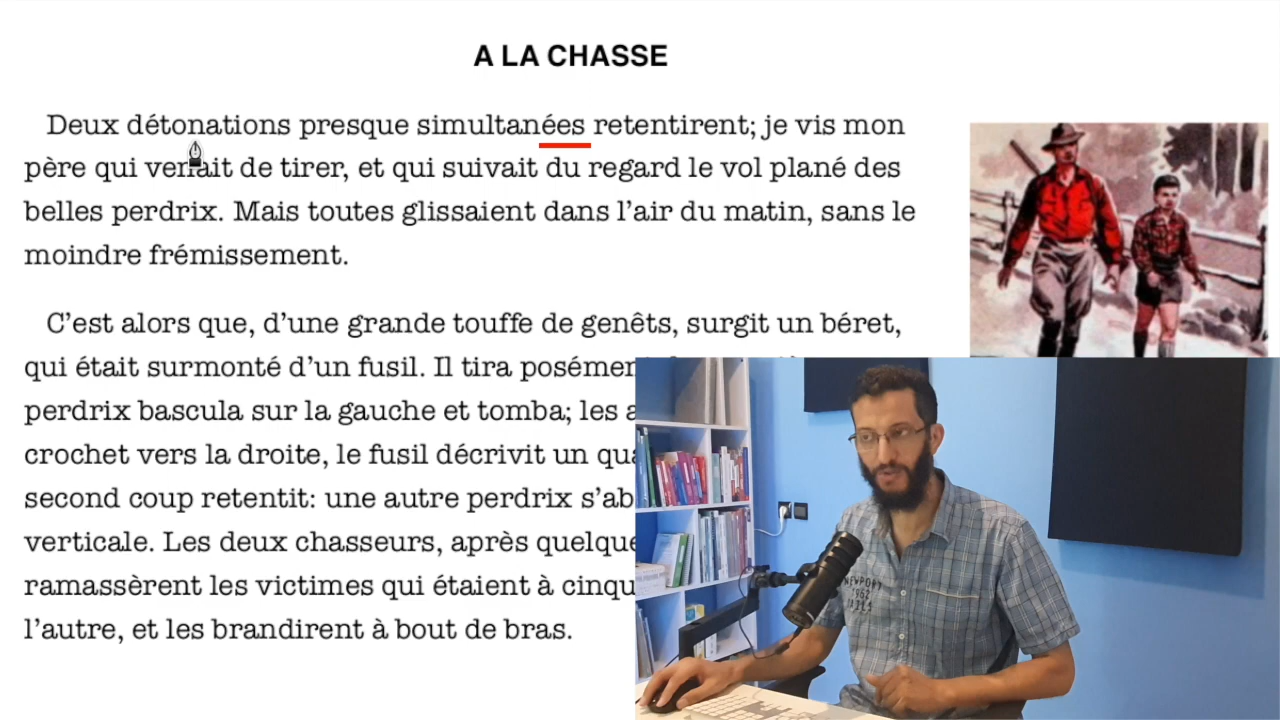 A LA CHASSE
Deux détonations presque simultanées retentirent; je vis mon
père qui venait de tirer, et qui suivait du regard le vol plané des
belles perdrix. Mais toutes glissaient dans l’air du matin, sans le
moindre frémissement.
C’est alors que, d’une grande touffe de genêts, surgit un béret,
qui était surmonté d’un fusil. Il tira
perdrix bascula sur la gauche et tomba; les
crochet vers la droite, le fusil décrivit un
second coup retentit: une autre perdrix
verticale. Les deux chasseurs, après
ramassèrent les victimes qui étaient à
l’autre, et les brandirent à bout de bras.
NEWPORT
1962